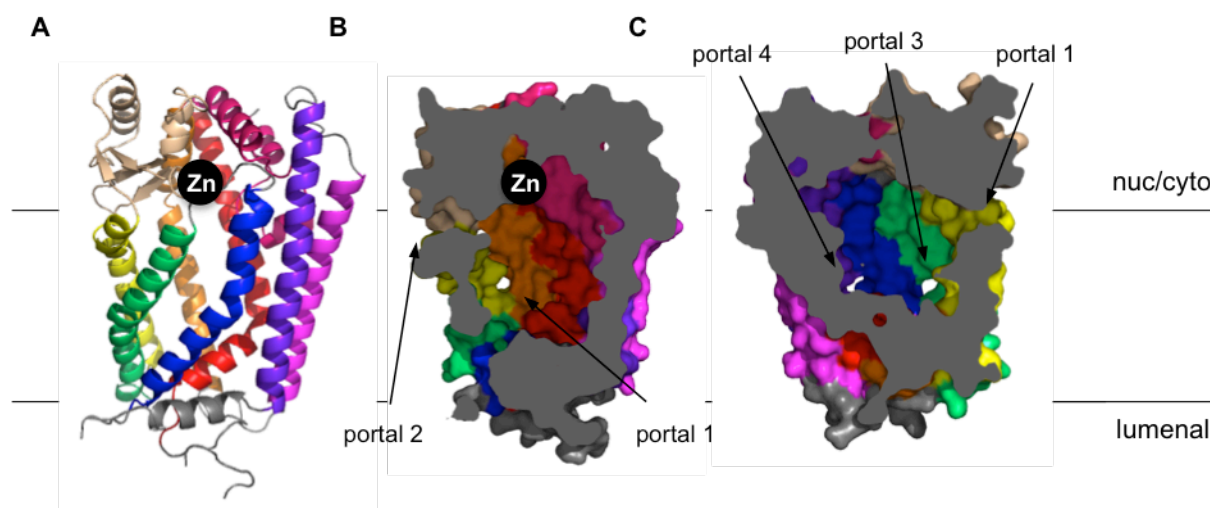 A
B
C
portal 4
portal 3
portal 1
Zn
Zn
nuc/cyto
portal 2
portal 1
lumenal